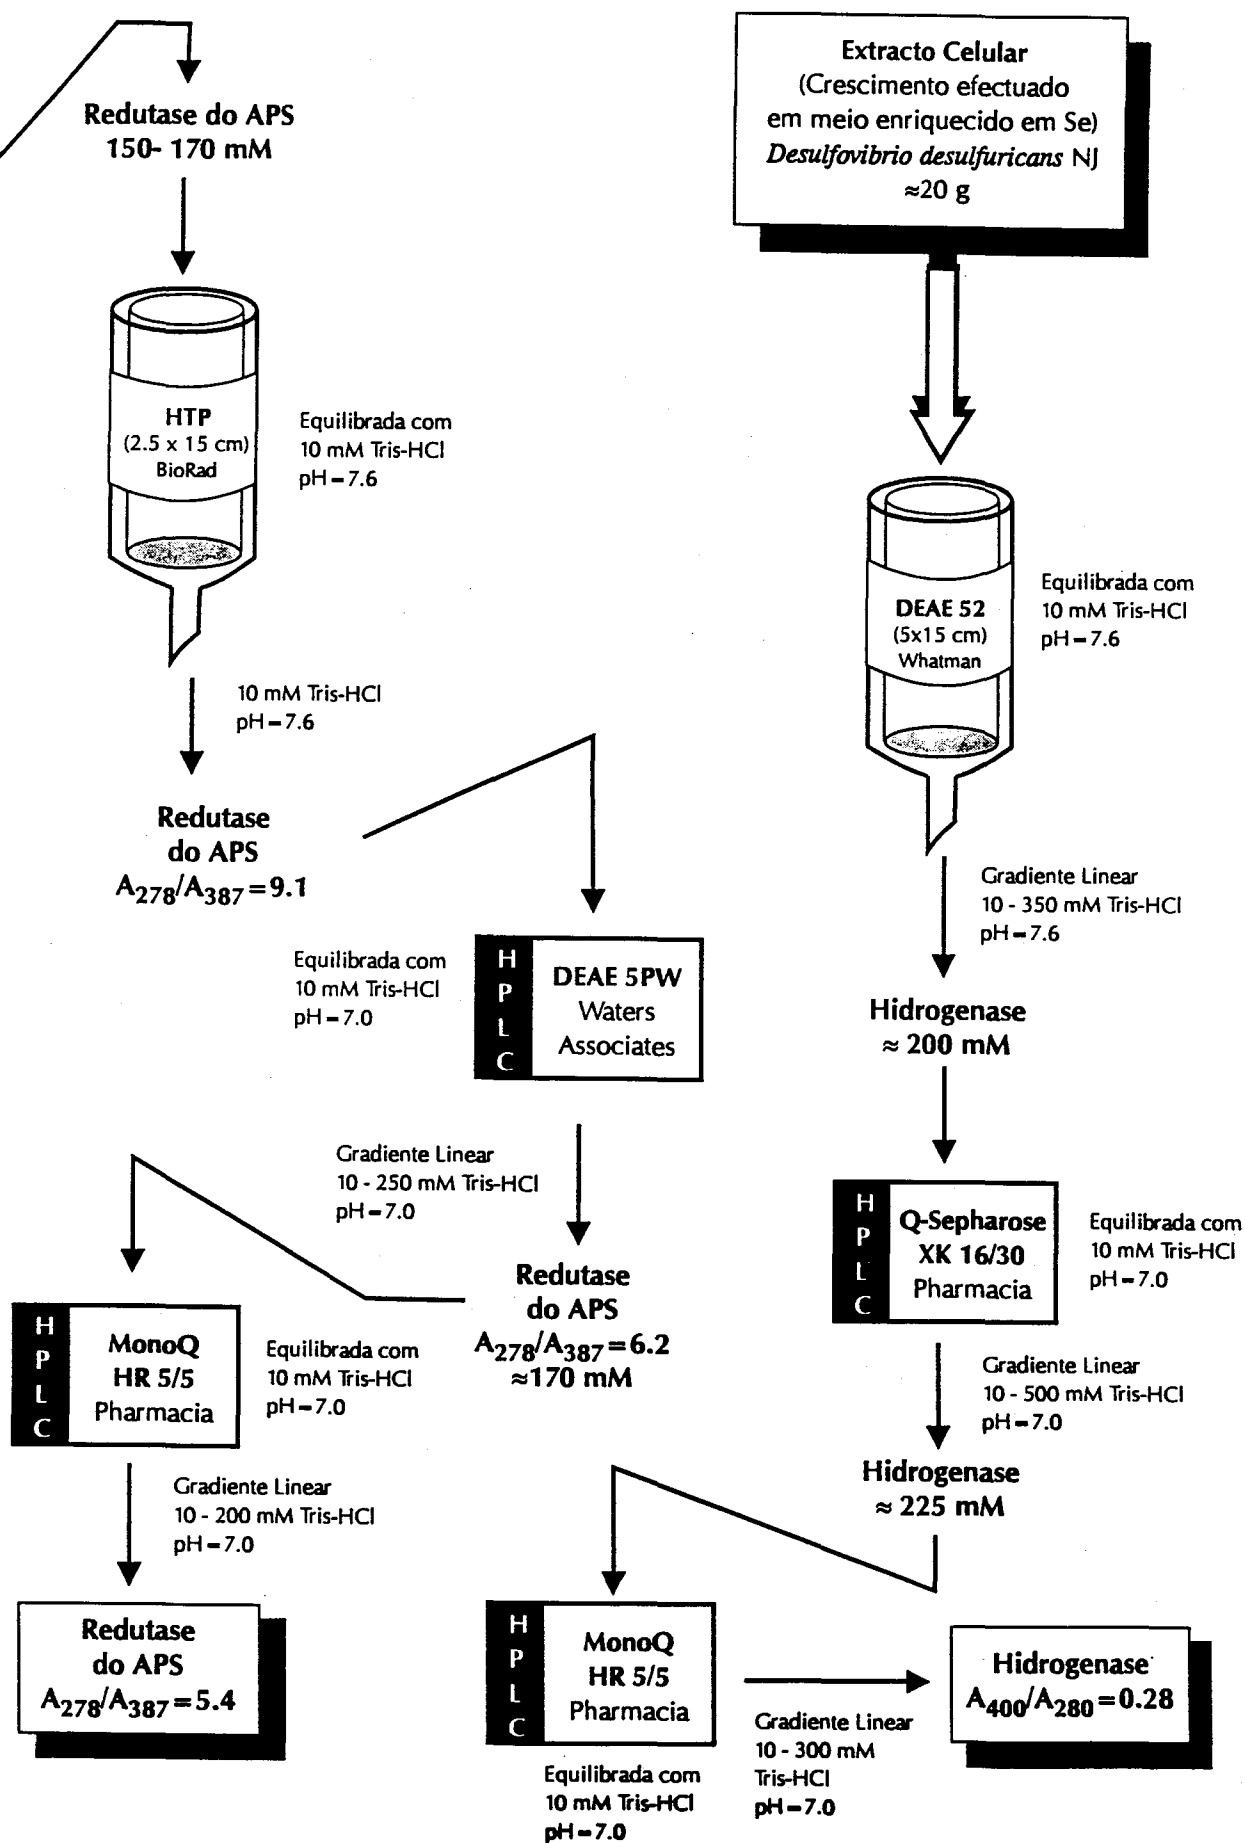 Redutase do APS
150- 170 mM
HTP
(2.5 x 15 cm)
BioRad
Equilibrada com
10 mM Tris-HCl
pH=7.6
10 mM Tris-HCl
pH=7.6
Redutase
do APS
A278/A387=9.1
Equilibrada com
10 mM Tris-HCl
pH=7.0
HPLC
DEAE 5PW
Waters
Associates
Gradiente Linear
10 - 250 mM Tris-HCl
pH=7.0
Redutase
do APS
A278/A387=6.2
≈170 mM
HPLC
MonoQ
HR 5/5
Pharmacia
Equilibrada com
10 mM Tris-HCl
pH=7.0
Gradiente Linear
10 - 200 mM Tris-HCl
pH=7.0
Redutase
do APS
A278/A387=5.4
Extracto Celular
(Crescimento efectuado
em meio enriquecido em Se)
Desulfovibrio desulfuricans NJ
≈20 g
DEAE 52
(5x15 cm)
Whatman
Equilibrada com
10 mM Tris-HCl
pH=7.6
Gradiente Linear
10 - 350 mM Tris-HCl
pH=7.6
Hidrogenase
≈ 200 mM
HPLC
Q-Sepharose
XK 16/30
Pharmacia
Equilibrada com
10 mM Tris-HCl
pH=7.0
Gradiente Linear
10 - 500 mM Tris-HCl
pH=7.0
Hidrogenase
≈ 225 mM
HPLC
MonoQ
HR 5/5
Pharmacia
Equilibrada com
10 mM Tris-HCl
pH=7.0
Gradiente Linear
10 - 300 mM
Tris-HCl
pH=7.0
Hidrogenase
A400/A280=0.28